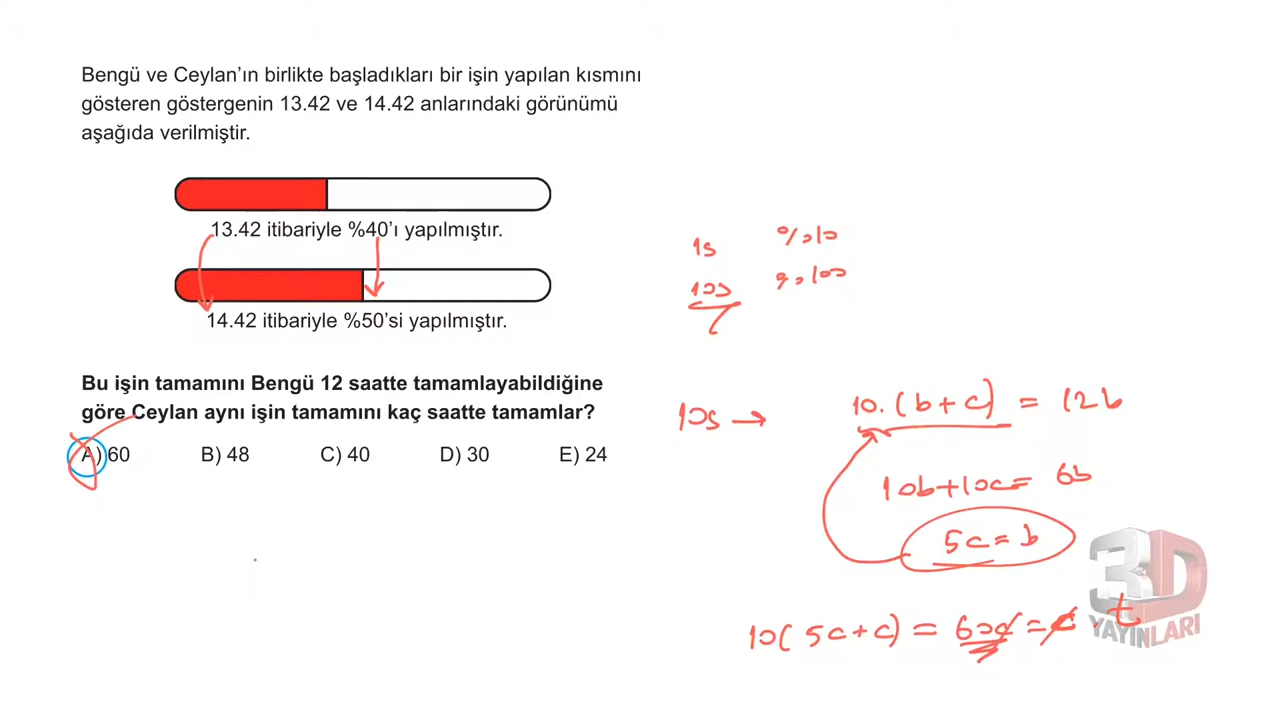 Bengü ve Ceylan’ın birlikte başladıkları bir işin yapılan kısmını
gösteren göstergenin 13.42 ve 14.42 anlarındaki görünümü
aşağıda verilmiştir.
13.42 itibariyle %40’ı yapılmıştır.
14.42 itibariyle %50’si yapılmıştır.
Bu işin tamamını Bengü 12 saatte tamamlayabildiğine
göre Ceylan aynı işin tamamını kaç saatte tamamlar?
A) 60 B) 48 C) 40 D) 30 E) 24
1s %10
10s %100
10s → 10.(b+c) = 12b
10b+10c= 6b
5c=b
10(5c+c) = 60c = c . t
3D
YAYINLARI